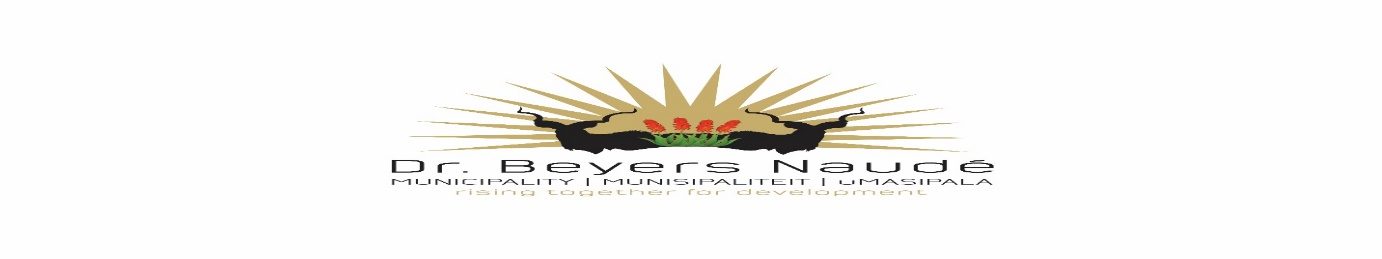 Dr. Beyers Naudé
MUNICIPALITY | MUNISIPALITEIT | UMASIPALA
rising together for development